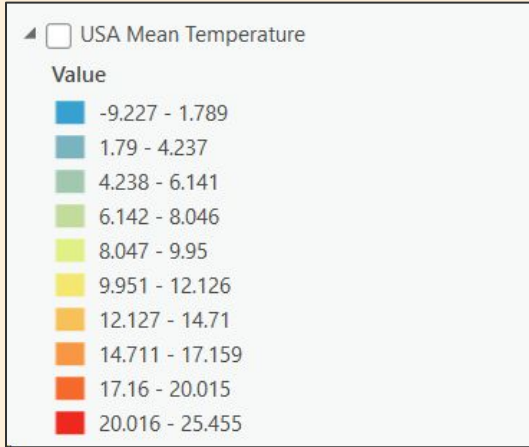 USA Mean Temperature
Value
-9.227 - 1.789
1.79 - 4.237
4.238 - 6.141
6.142 - 8.046
8.047 - 9.95
9.951 - 12.126
12.127 - 14.71
14.711 - 17.159
17.16 - 20.015
20.016 - 25.455